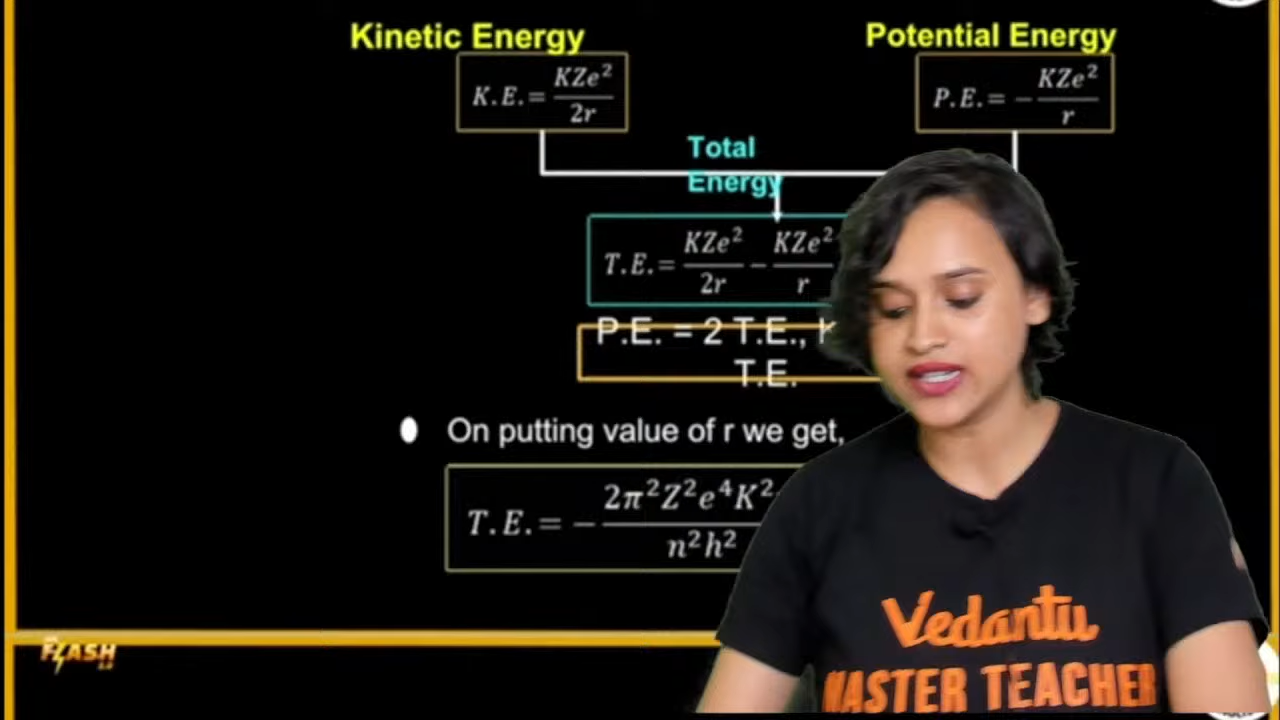 Kinetic Energy
Potential Energy
K.E.= KZe²/2r
P.E.= −KZe²/r
Total
Energy
T.E.= KZe²/2r − KZe²/r
P.E. = 2 T.E.,
T.E.
On putting value of r we get,
T.E.= − 2π²Z²e⁴K²/n²h²
FLASH
Vedantu
MASTER TEACHER